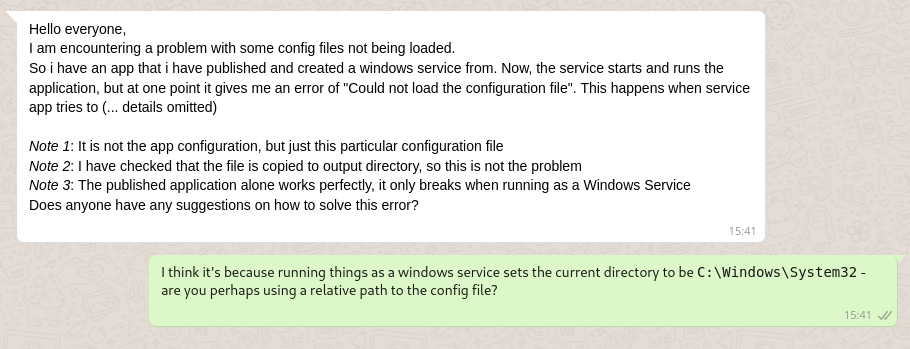 Hello everyone,
I am encountering a problem with some config files not being loaded.
So i have an app that i have published and created a windows service from. Now, the service starts and runs the
application, but at one point it gives me an error of "Could not load the configuration file". This happens when service
app tries to (... details omitted)
Note 1: It is not the app configuration, but just this particular configuration file
Note 2: I have checked that the file is copied to output directory, so this is not the problem
Note 3: The published application alone works perfectly, it only breaks when running as a Windows Service
Does anyone have any suggestions on how to solve this error?
15:41
I think it's because running things as a windows service sets the current directory to be C:\Windows\System32 -
are you perhaps using a relative path to the config file?
15:41